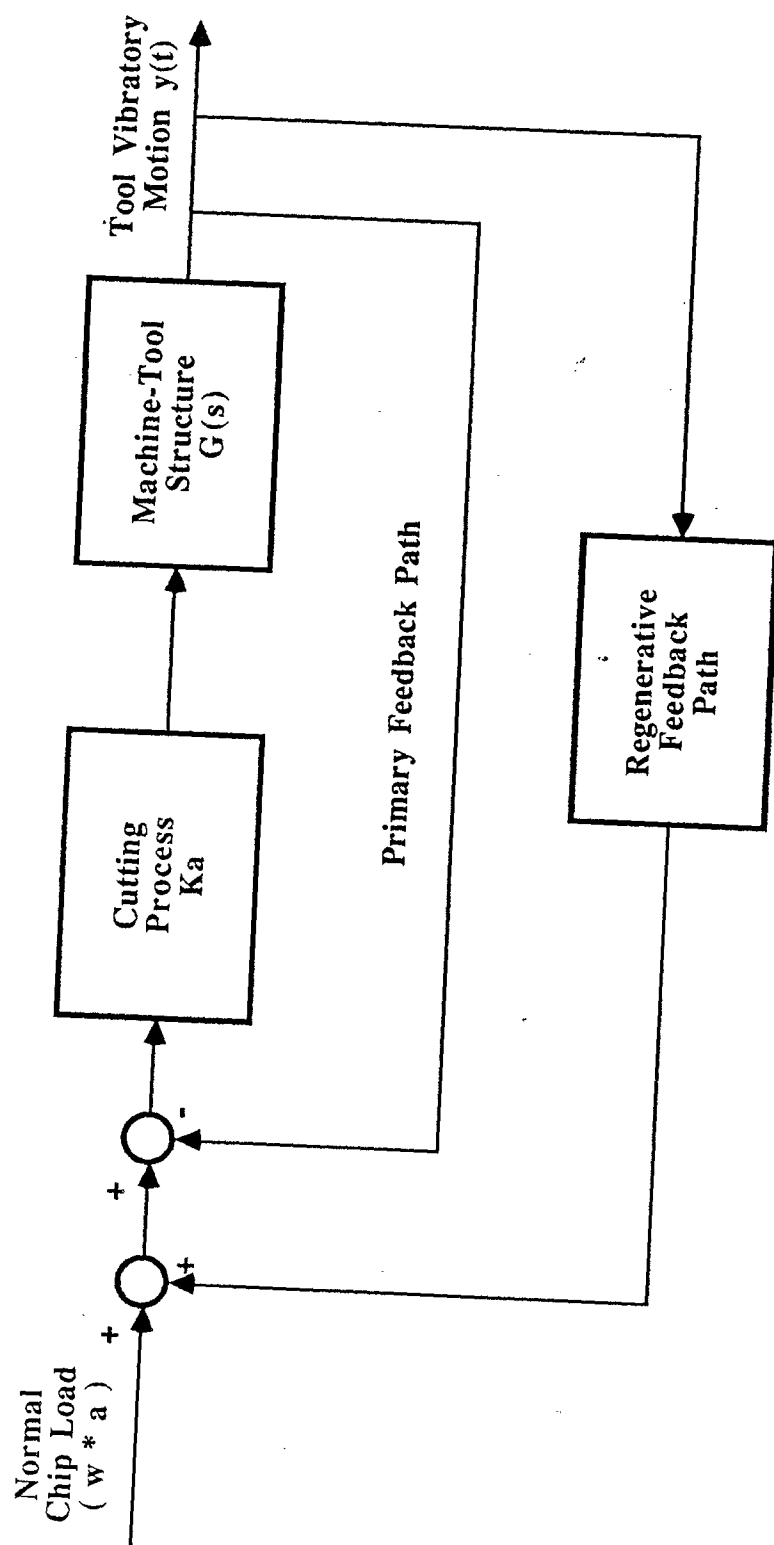 Normal
Chip Load
( w * a )
+
+
+
-
Cutting
Process
Ka
Machine-Tool
Structure
G(s)
Tool Vibratory
Motion y(t)
Primary Feedback Path
Regenerative
Feedback
Path